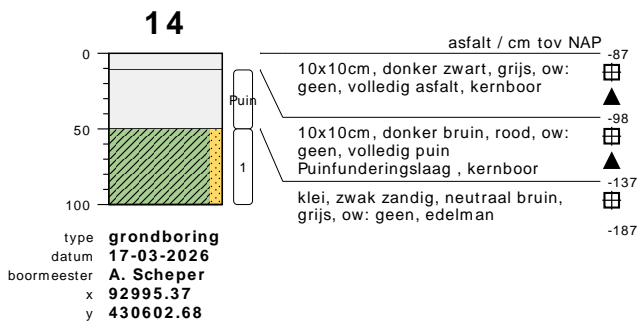 14
asfalt / cm tov NAP
0
50
100
Puin
1
-87
10x10cm, donker zwart, grijs, ow:
geen, volledig asfalt, kernboor
-98
10x10cm, donker bruin, rood, ow:
geen, volledig puin
Puinfunderingslaag , kernboor
-137
klei, zwak zandig, neutraal bruin,
grijs, ow: geen, edelman
-187
type grondboring
datum 17-03-2026
boormeester A. Scheper
x 92995.37
y 430602.68